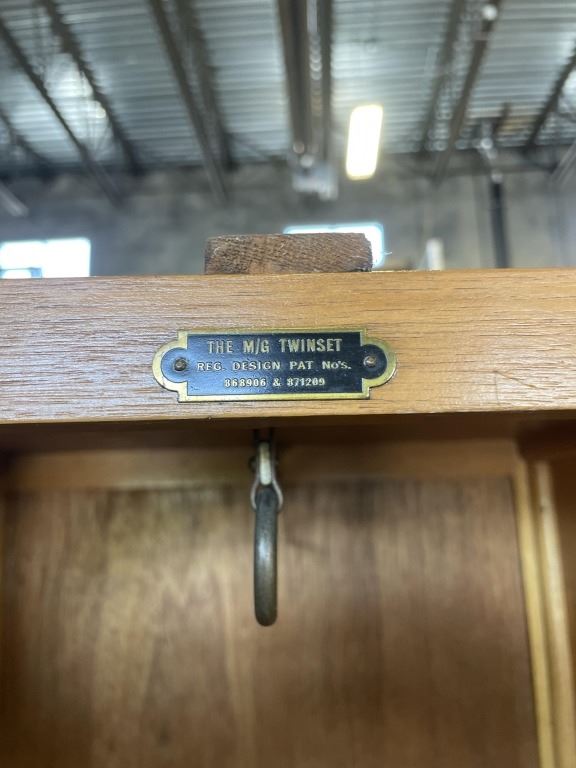 THE M/G TWINSET
REG. DESIGN PAT No's.
868906 & 871209